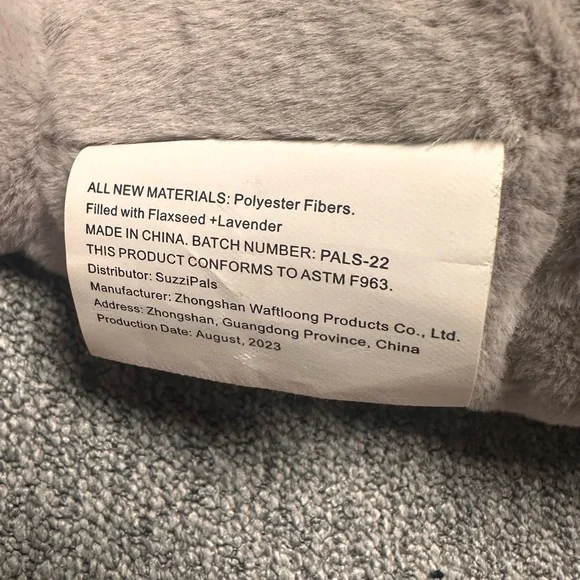 ALL NEW MATERIALS: Polyester Fibers.
Filled with Flaxseed +Lavender
MADE IN CHINA. BATCH NUMBER: PALS-22
THIS PRODUCT CONFORMS TO ASTM F963.
Distributor: SuzziPals
Manufacturer: Zhongshan Waftloong Products Co., Ltd.
Address: Zhongshan, Guangdong Province, China
Production Date: August, 2023